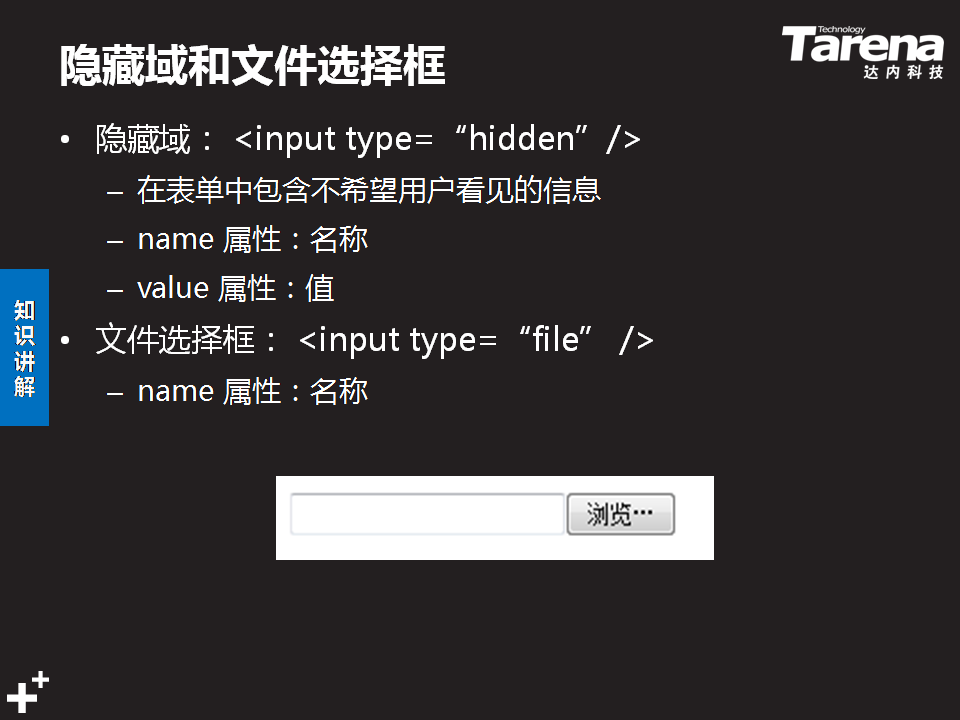 隐藏域和文件选择框
Technology
Tarena
达内科技
• 隐藏域： <input type=“hidden” />
– 在表单中包含不希望用户看见的信息
– name 属性：名称
– value 属性：值
• 文件选择框： <input type=“file” />
– name 属性：名称
知识讲解
浏览…